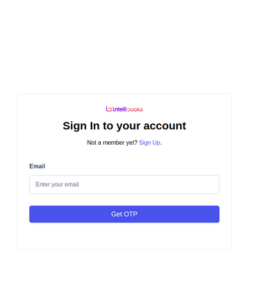 intellibooks
Sign In to your account
Not a member yet? Sign Up.
Email
Enter your email
Get OTP